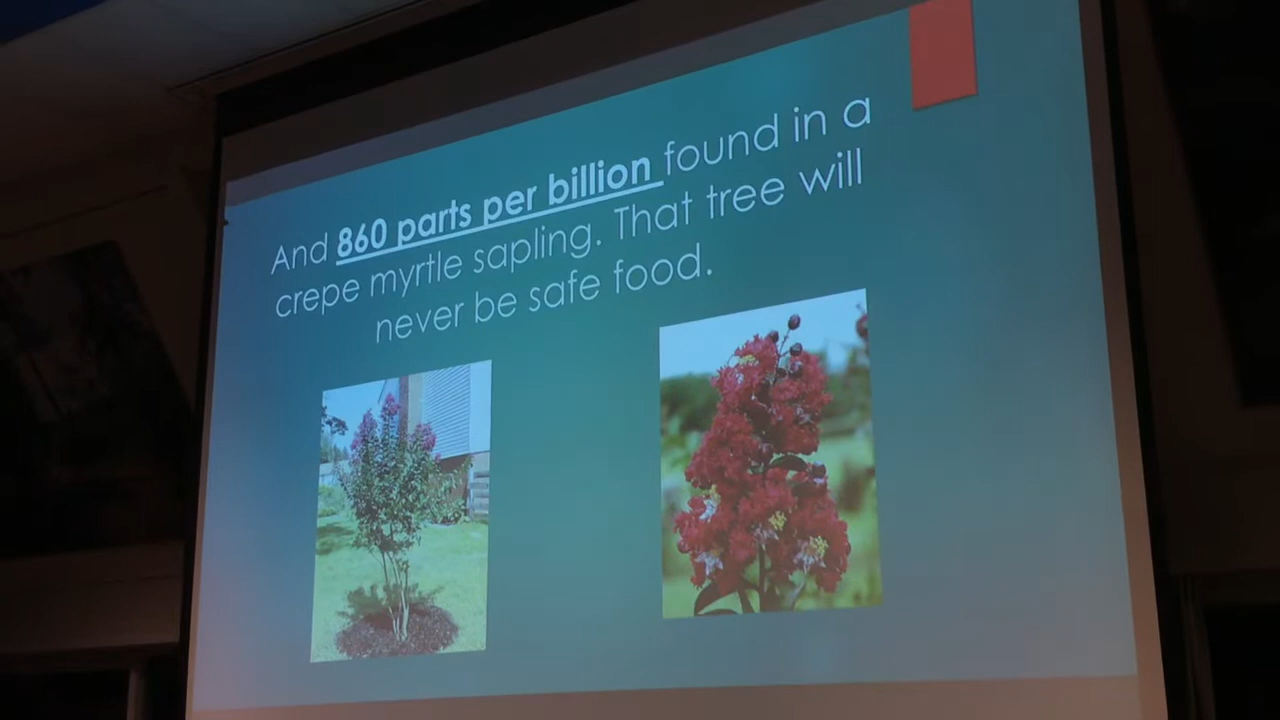 And 860 parts per billion found in a
crepe myrtle sapling. That tree will
never be safe food.